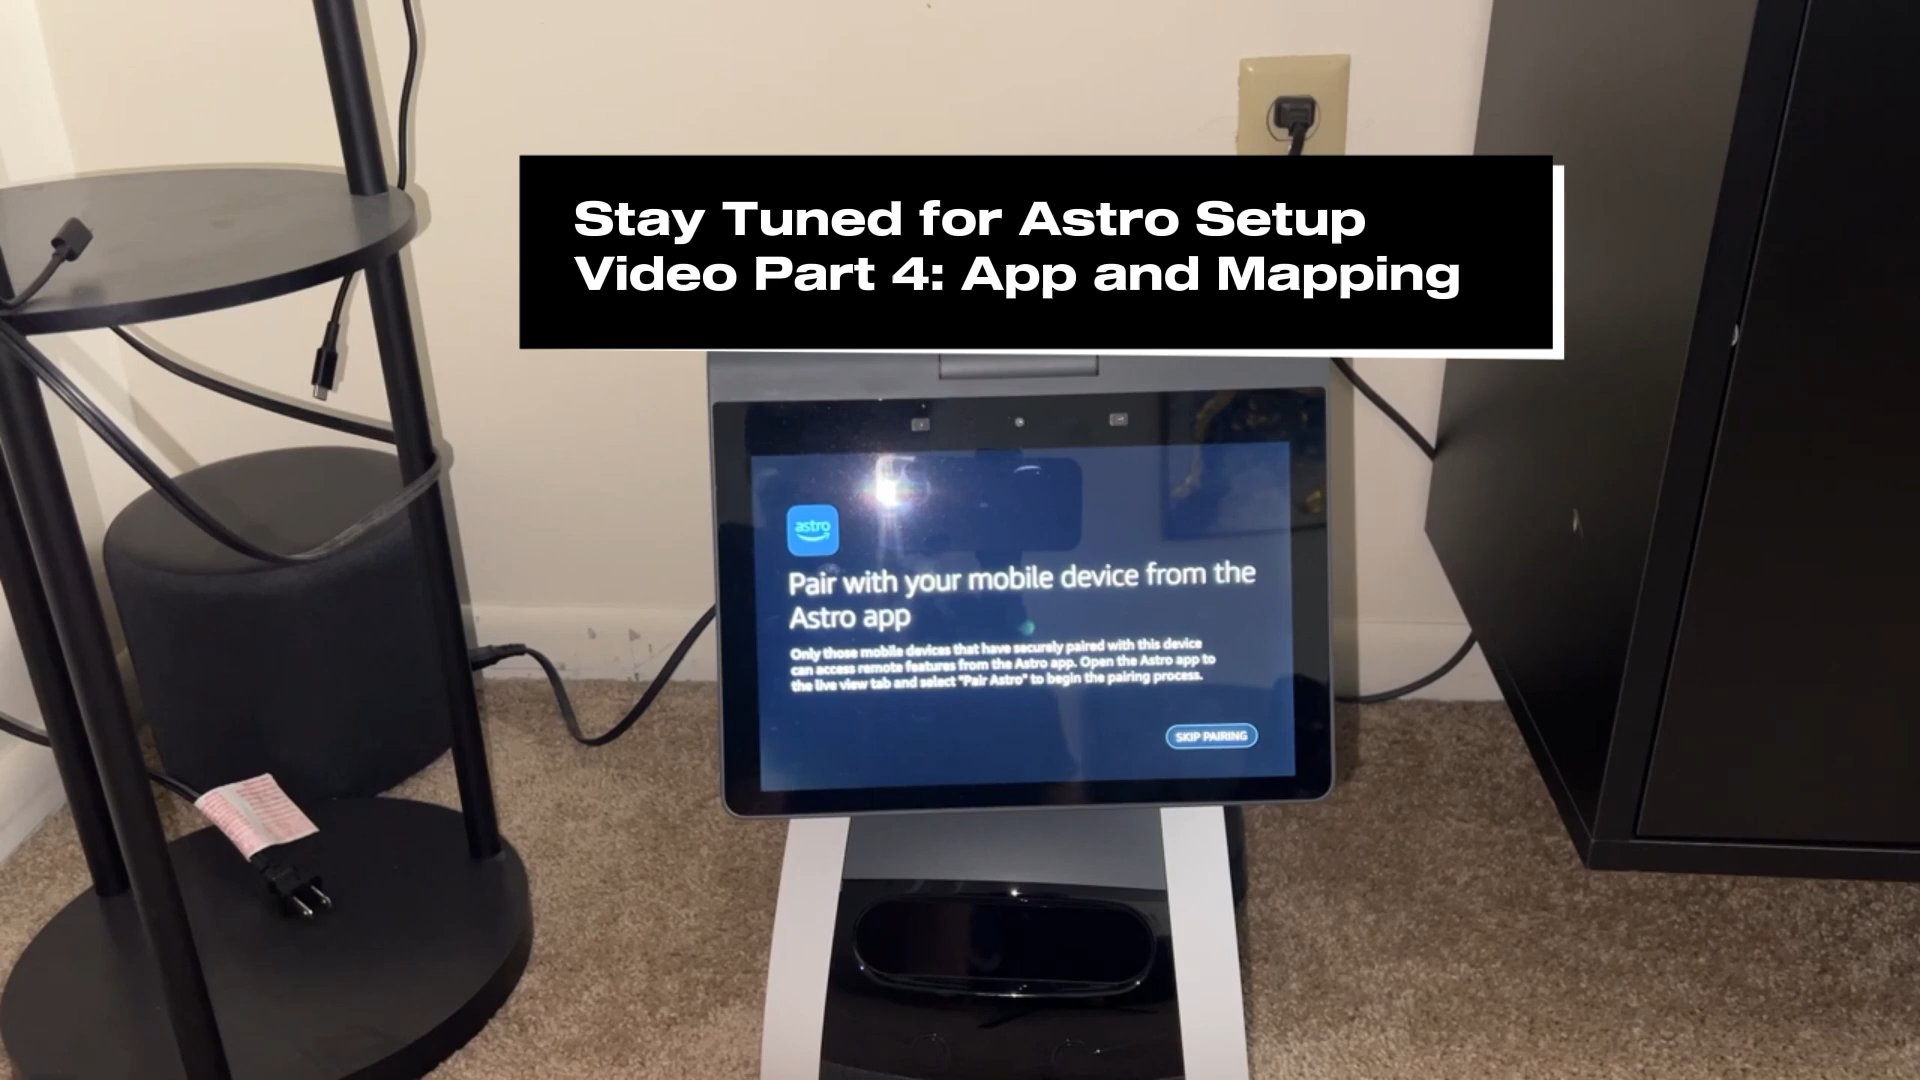 Stay Tuned for Astro Setup
Video Part 4: App and Mapping
astro
Pair with your mobile device from the
Astro app
Only those mobile devices that have securely paired with this device
can access remote features from the Astro app. Open the Astro app to
the live view tab and select "Pair Astro" to begin the pairing process.
SKIP PAIRING